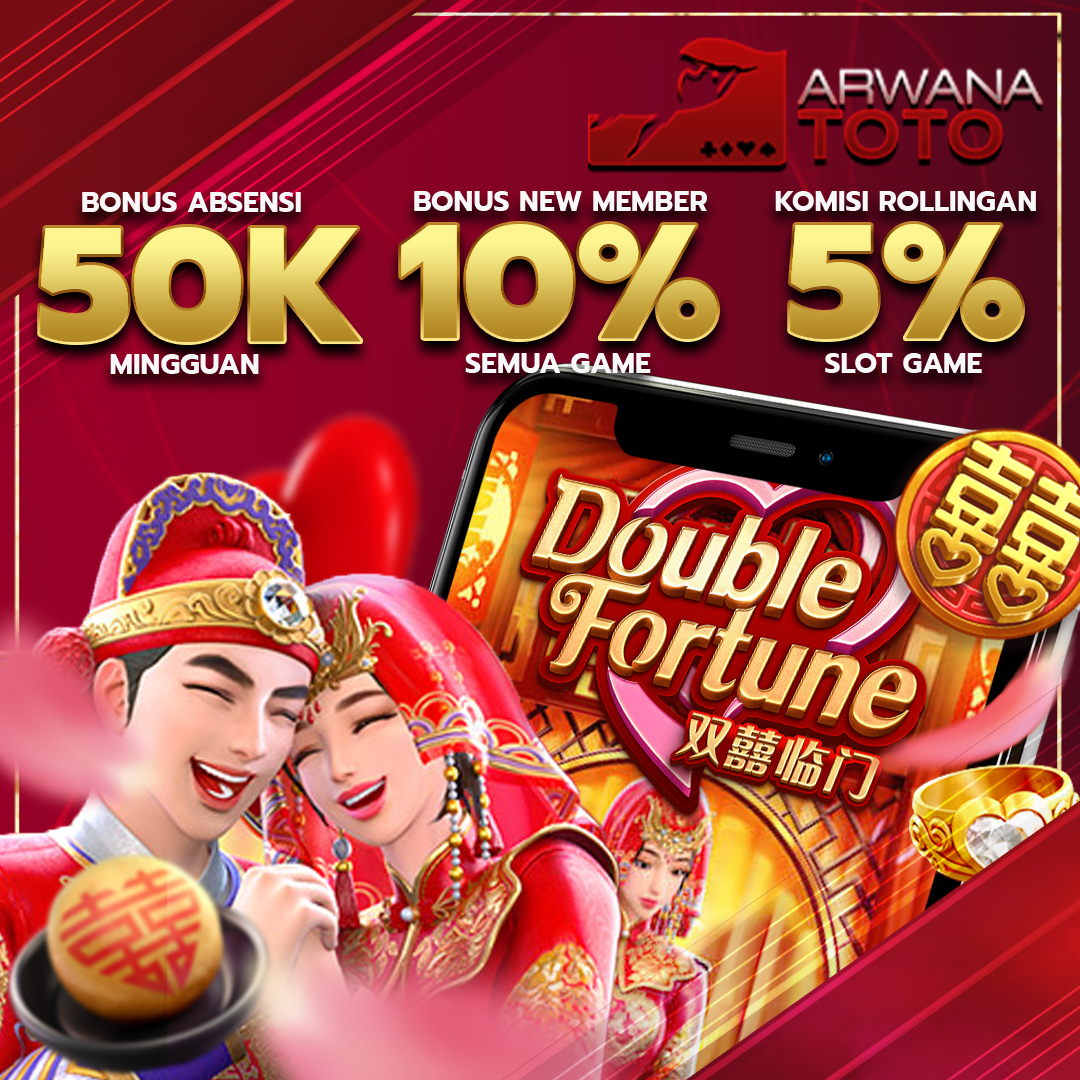 ARWANA
TOTO
BONUS ABSENSI
50K
MINGGUAN
BONUS NEW MEMBER
10%
SEMUA GAME
KOMISI ROLLINGAN
5%
SLOT GAME
Double
Fortune
双囍临门
囍
囍